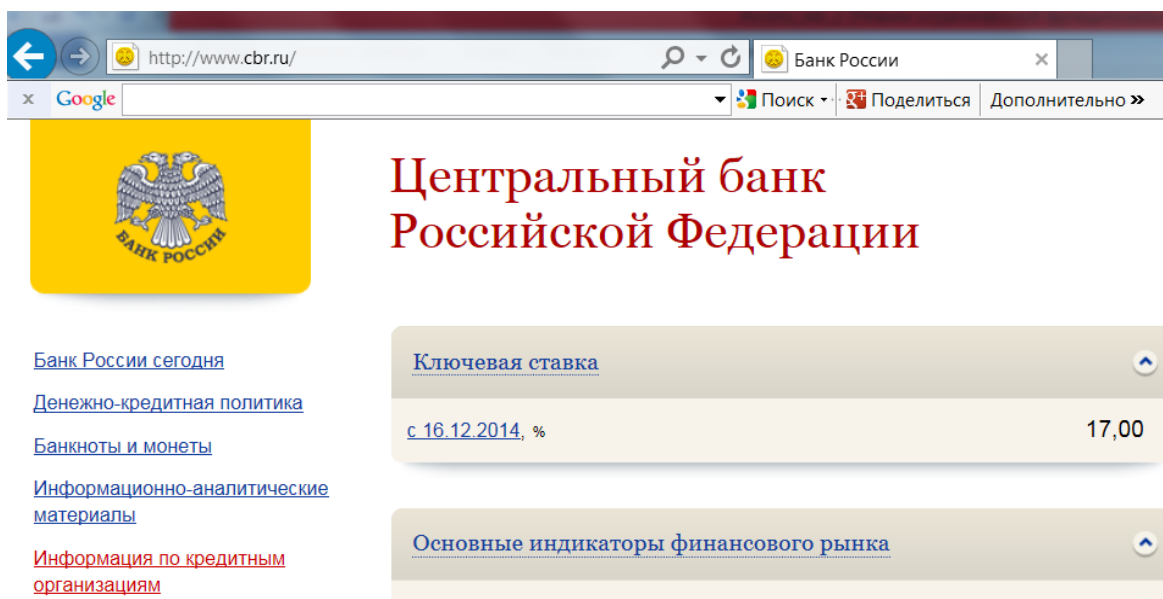 http://www.cbr.ru/
Банк России
Google
Поиск
Поделиться
Дополнительно »
БАНК РОССИИ
Центральный банк
Российской Федерации
Банк России сегодня
Денежно-кредитная политика
Банкноты и монеты
Информационно-аналитические
материалы
Информация по кредитным
организациям
Ключевая ставка
с 16.12.2014, % 17,00
Основные индикаторы финансового рынка